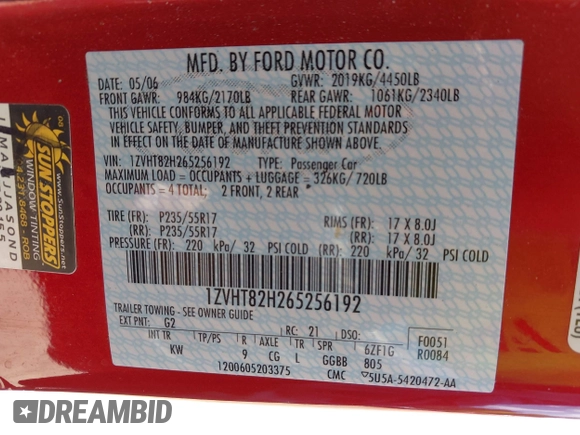 MFD. BY FORD MOTOR CO.
DATE: 05/06 GVWR: 2019KG/4450LB
FRONT GAWR: 984KG/2170LB REAR GAWR: 1061KG/2340LB
THIS VEHICLE CONFORMS TO ALL APPLICABLE FEDERAL MOTOR
VEHICLE SAFETY, BUMPER, AND THEFT PREVENTION STANDARDS
IN EFFECT ON THE DATE OF MANUFACTURE SHOWN ABOVE.
VIN: 1ZVHT82H265256192 TYPE: Passenger Car
MAXIMUM LOAD = OCCUPANTS + LUGGAGE = 326KG/720LB
OCCUPANTS = 4 TOTAL: 2 FRONT, 2 REAR
TIRE (FR): P235/55R17 RIMS (FR): 17 X 8.0J
(RR): P235/55R17 (RR): 17 X 8.0J
PRESSURE (FR): 220 kPa/ 32 PSI COLD (RR): 220 kPa/ 32 PSI COLD
1ZVHT82H265256192
TRAILER TOWING - SEE OWNER GUIDE
EXT PNT: G2 RC: 21 DSO: F0051
INT TR TP/PS R AXLE TR SPR 6ZF1G R0084
KW 9 CG L GGBB 805
1200605203375 CMC 5U5A-5420472-AA
SUN STOPPERS
WINDOW TINTING
www.SunStoppers.net
J J A S O N D
DREAMBID